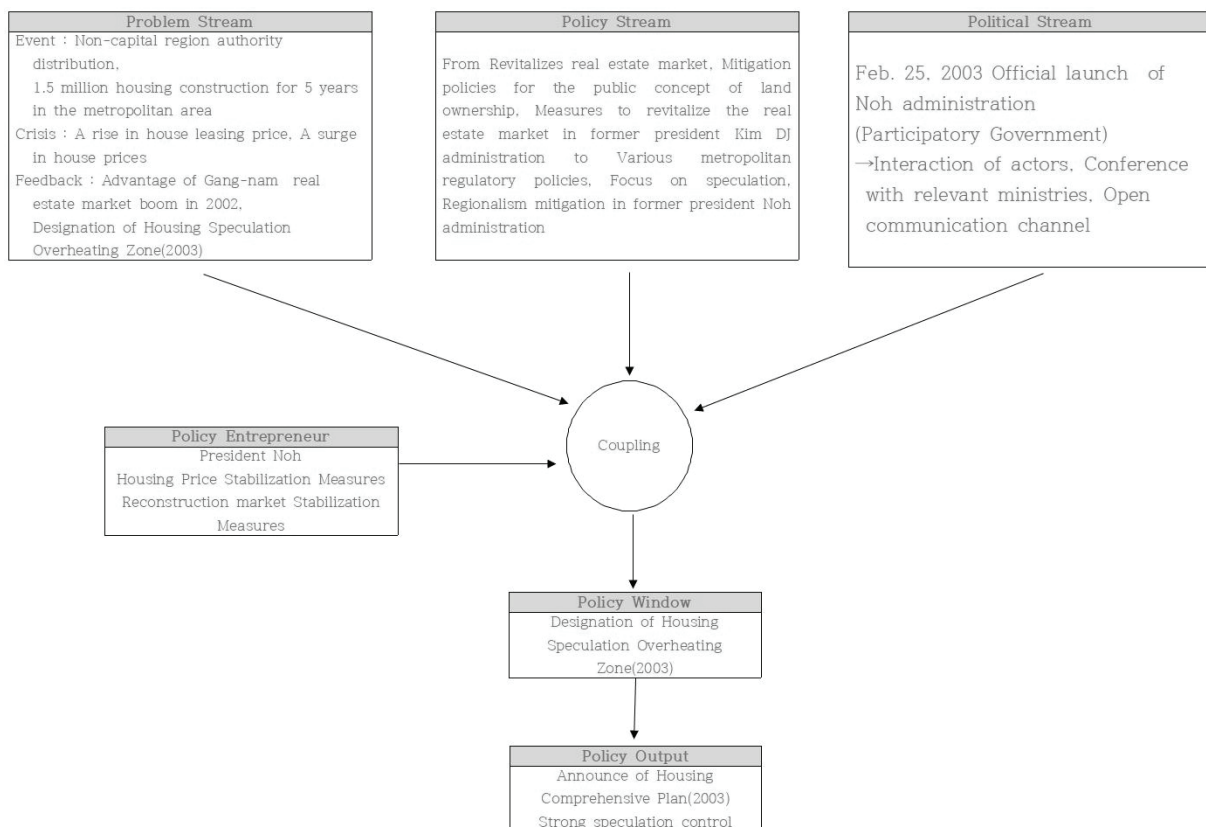 Problem Stream
Event : Non-capital region authority
distribution,
1.5 million housing construction for 5 years
in the metropolitan area
Crisis : A rise in house leasing price, A surge
in house prices
Feedback : Advantage of Gang-nam real
estate market boom in 2002,
Designation of Housing Speculation
Overheating Zone(2003)
Policy Stream
From Revitalizes real estate market, Mitigation
policies for the public concept of land
ownership, Measures to revitalize the real
estate market in former president Kim DJ
administration to Various metropolitan
regulatory policies, Focus on speculation,
Regionalism mitigation in former president Noh
administration
Political Stream
Feb. 25, 2003 Official launch of
Noh administration
(Participatory Government)
→Interaction of actors, Conference
with relevant ministries, Open
communication channel
Coupling
Policy Entrepreneur
President Noh
Housing Price Stabilization Measures
Reconstruction market Stabilization
Measures
Policy Window
Designation of Housing
Speculation Overheating
Zone(2003)
Policy Output
Announce of Housing
Comprehensive Plan(2003)
Strong speculation control